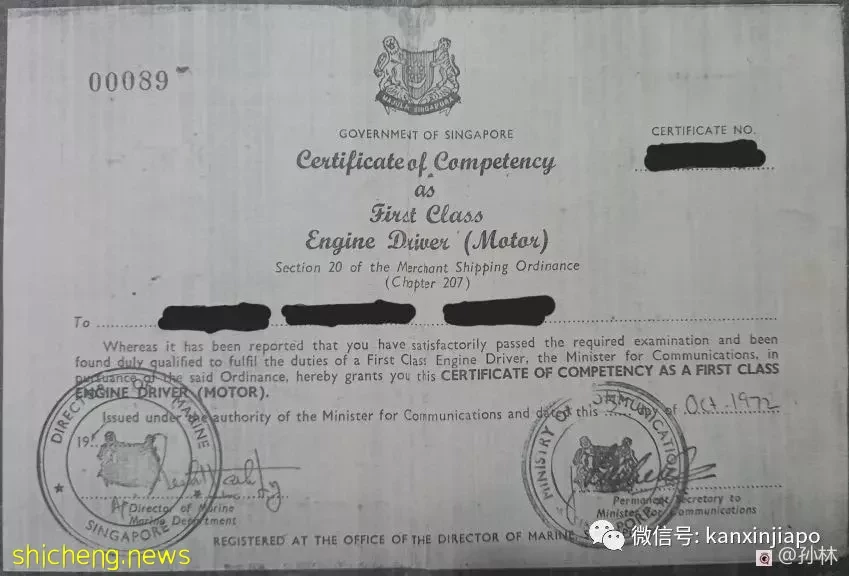 00089
MAJULAH SINGAPURA
GOVERNMENT OF SINGAPORE
CERTIFICATE NO.
Certificate of Competency
as
First Class
Engine Driver (Motor)
Section 20 of the Merchant Shipping Ordinance
(Chapter 207)
To
Whereas it has been reported that you have satisfactorily passed the required examination and been
found duly qualified to fulfil the duties of a First Class Engine Driver, the Minister for Communications, in
pursuance of the said Ordinance, hereby grants you this CERTIFICATE OF COMPETENCY AS A FIRST CLASS
ENGINE DRIVER (MOTOR).
Issued under the authority of the Minister for Communications and dated this day of Oct. 1972
19
DIRECTOR OF MARINE
SINGAPORE
MINISTRY OF COMMUNICATIONS
SINGAPORE
Director of Marine
Marine Department
Permanent Secretary to
Minister for Communications
REGISTERED AT THE OFFICE OF THE DIRECTOR OF MARINE, SINGAPORE
微信号: kanxinjiapo
shicheng.news
@孙林